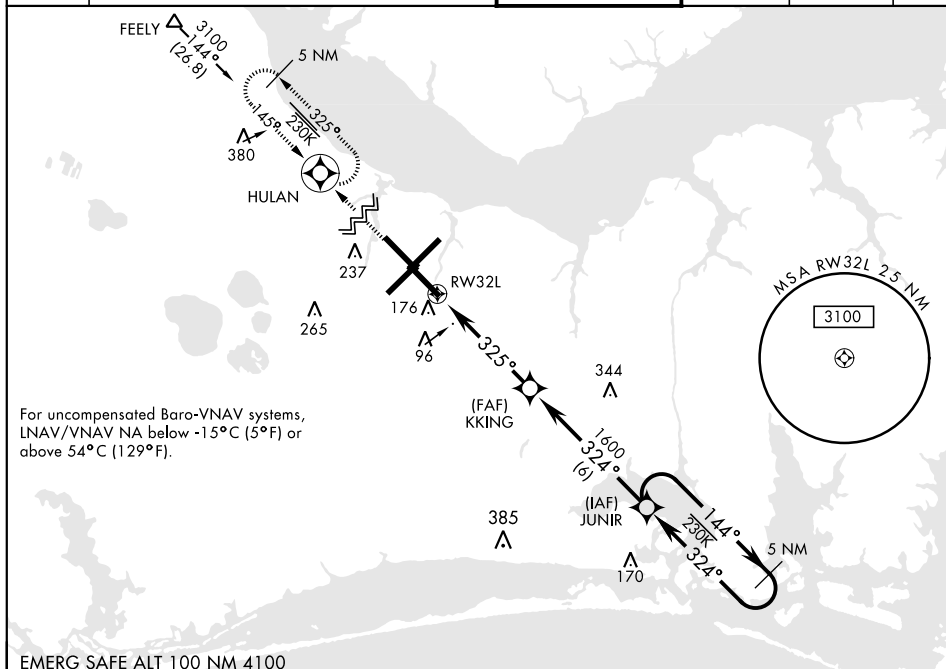 FEELY
3100
144°
(26.8)
5 NM
325°
230K
145°
380
HULAN
237
RW32L
176
265
96
325°
MSA RW32L 25 NM
3100
344
(FAF)
KKING
For uncompensated Baro-VNAV systems,
LNAV/VNAV NA below -15°C (5°F) or
above 54°C (129°F).
1600
324°
(6)
(IAF)
JUNIR
144°
230K
324°
5 NM
385
170
EMERG SAFE ALT 100 NM 4100